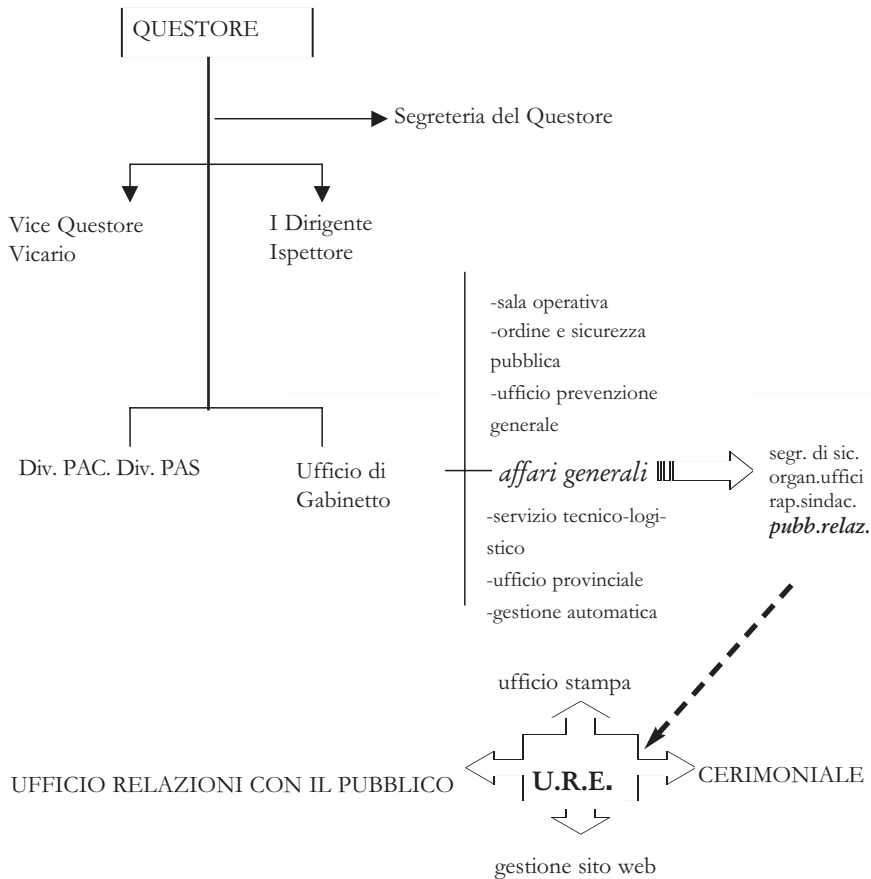 QUESTORE
Segreteria del Questore
Vice Questore
Vicario
I Dirigente
Ispettore
-sala operativa
-ordine e sicurezza
pubblica
-ufficio prevenzione
generale
Div. PAC. Div. PAS
Ufficio di
Gabinetto
affari generali
-servizio tecnico-logi-
stico
-ufficio provinciale
-gestione automatica
segr. di sic.
organ.uffici
rap.sindac.
pubb.relaz.
ufficio stampa
UFFICIO RELAZIONI CON IL PUBBLICO
U.R.E.
CERIMONIALE
gestione sito web